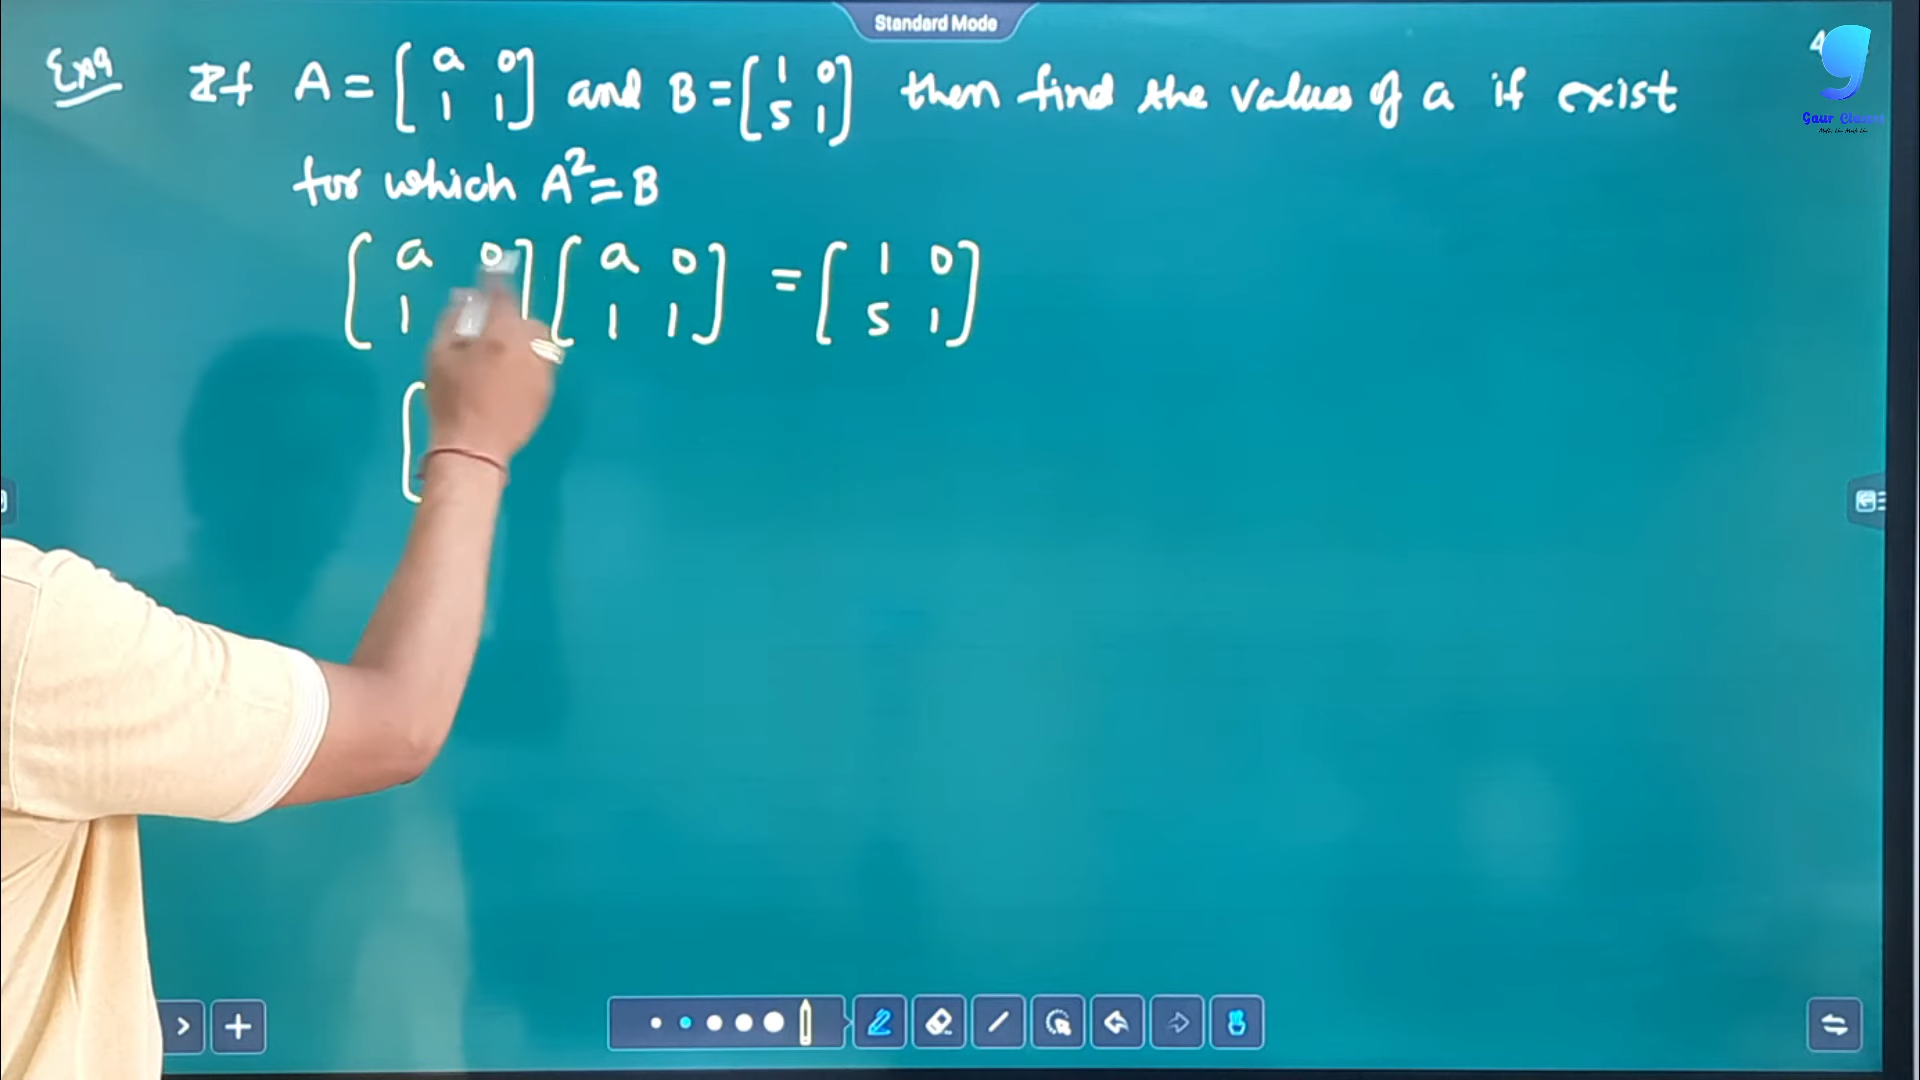 Standard Mode
Ex9 If A = [a 0 1 1] and B = [1 0 5 1] then find the values of a if exist
for which A² = B
[a 0 1] [a 0 1 1] = [1 0 5 1]
[
4
Gaur Classes